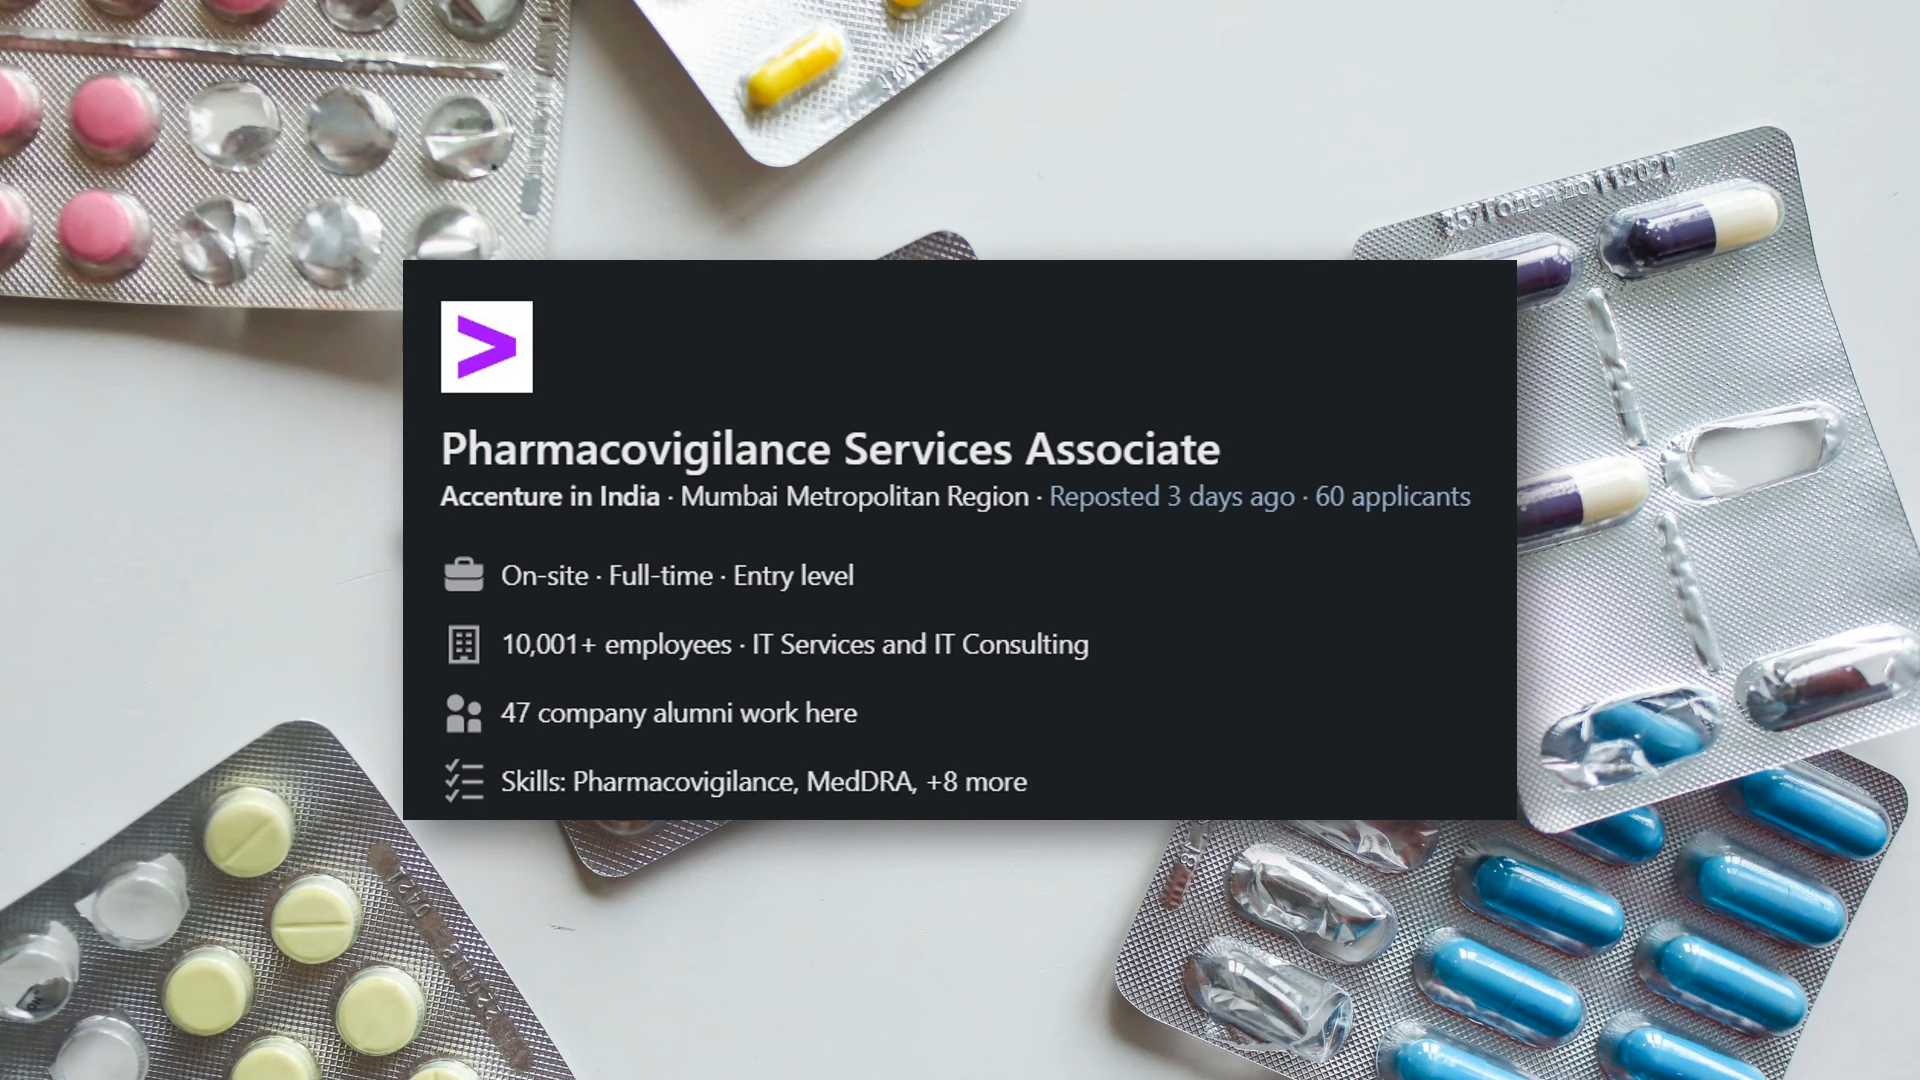 Pharmacovigilance Services Associate
Accenture in India · Mumbai Metropolitan Region · Reposted 3 days ago · 60 applicants
On-site · Full-time · Entry level
10,001+ employees · IT Services and IT Consulting
47 company alumni work here
Skills: Pharmacovigilance, MedDRA, +8 more